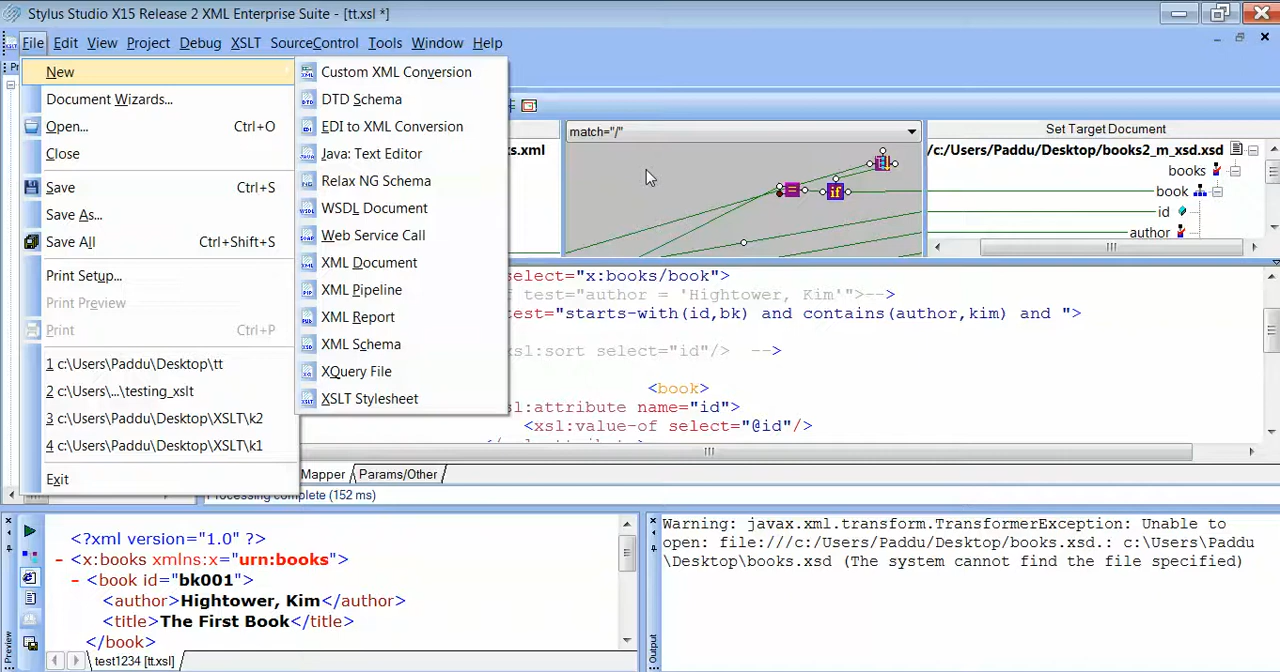 Stylus Studio X15 Release 2 XML Enterprise Suite - [tt.xsl *]
File Edit View Project Debug XSLT SourceControl Tools Window Help
New
Document Wizards...
Open... Ctrl+O
Close
Save Ctrl+S
Save As...
Save All Ctrl+Shift+S
Print Setup...
Print Preview
Print Ctrl+P
1 c:\Users\Paddu\Desktop\tt
2 c:\Users\...\testing_xslt
3 c:\Users\Paddu\Desktop\XSLT\k2
4 c:\Users\Paddu\Desktop\XSLT\k1
Exit
Custom XML Conversion
DTD Schema
EDI to XML Conversion
Java: Text Editor
Relax NG Schema
WSDL Document
Web Service Call
XML Document
XML Pipeline
XML Report
XML Schema
XQuery File
XSLT Stylesheet
ks.xml
match="/"
=
if
Set Target Document
/c:/Users/Paddu/Desktop/books2_m_xsd.xsd
books
book
id
author
select="x:books/book">
f test="author = 'Hightower, Kim'">-->
test="starts-with(id,bk) and contains(author,kim) and ">
xsl:sort select="id"/> -->
<book>
xsl:attribute name="id">
<xsl:value-of select="@id"/>
Mapper Params/Other
Processing complete (152 ms)
<?xml version="1.0" ?>
- <x:books xmlns:x="urn:books">
- <book id="bk001">
<author>Hightower, Kim</author>
<title>The First Book</title>
</book>
test1234 [tt.xsl]
Preview
Warning: javax.xml.transform.TransformerException: Unable to
open: file:///c:/Users/Paddu/Desktop/books.xsd.: c:\Users\Paddu
\Desktop\books.xsd (The system cannot find the file specified)
Output